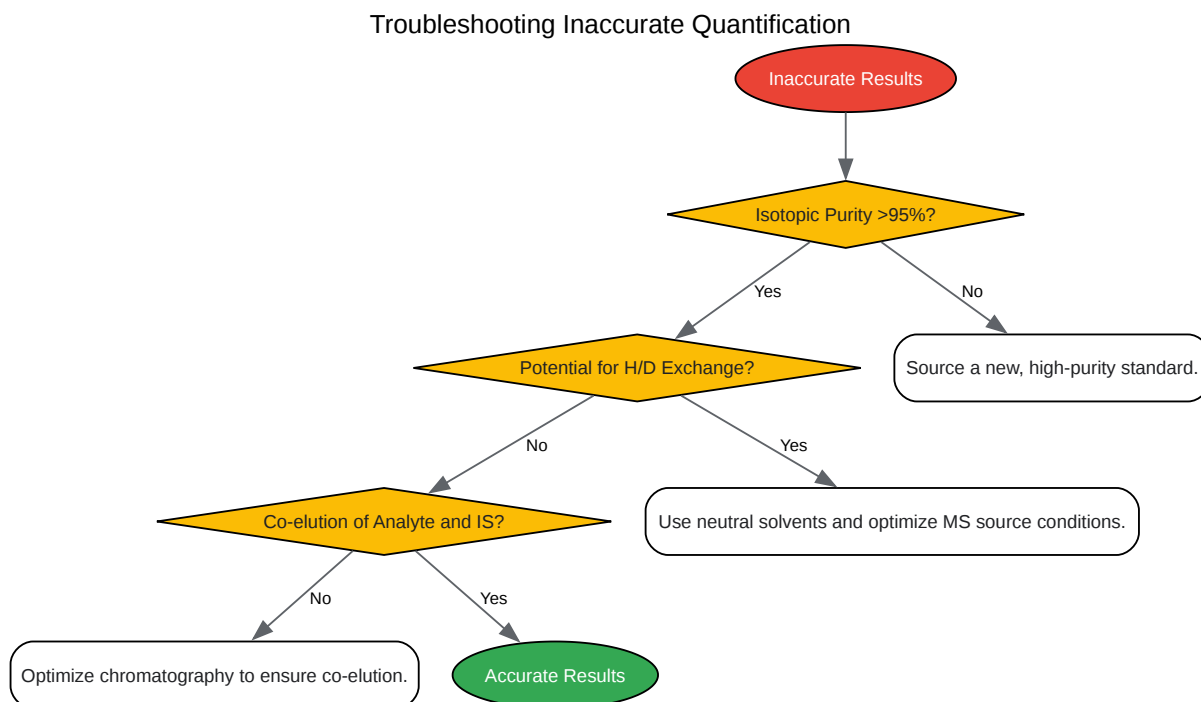 Troubleshooting Inaccurate Quantification
Inaccurate Results
Isotopic Purity >95%?
Yes
No
Potential for H/D Exchange?
Source a new, high-purity standard.
No
Yes
Co-elution of Analyte and IS?
Use neutral solvents and optimize MS source conditions.
No
Yes
Optimize chromatography to ensure co-elution.
Accurate Results